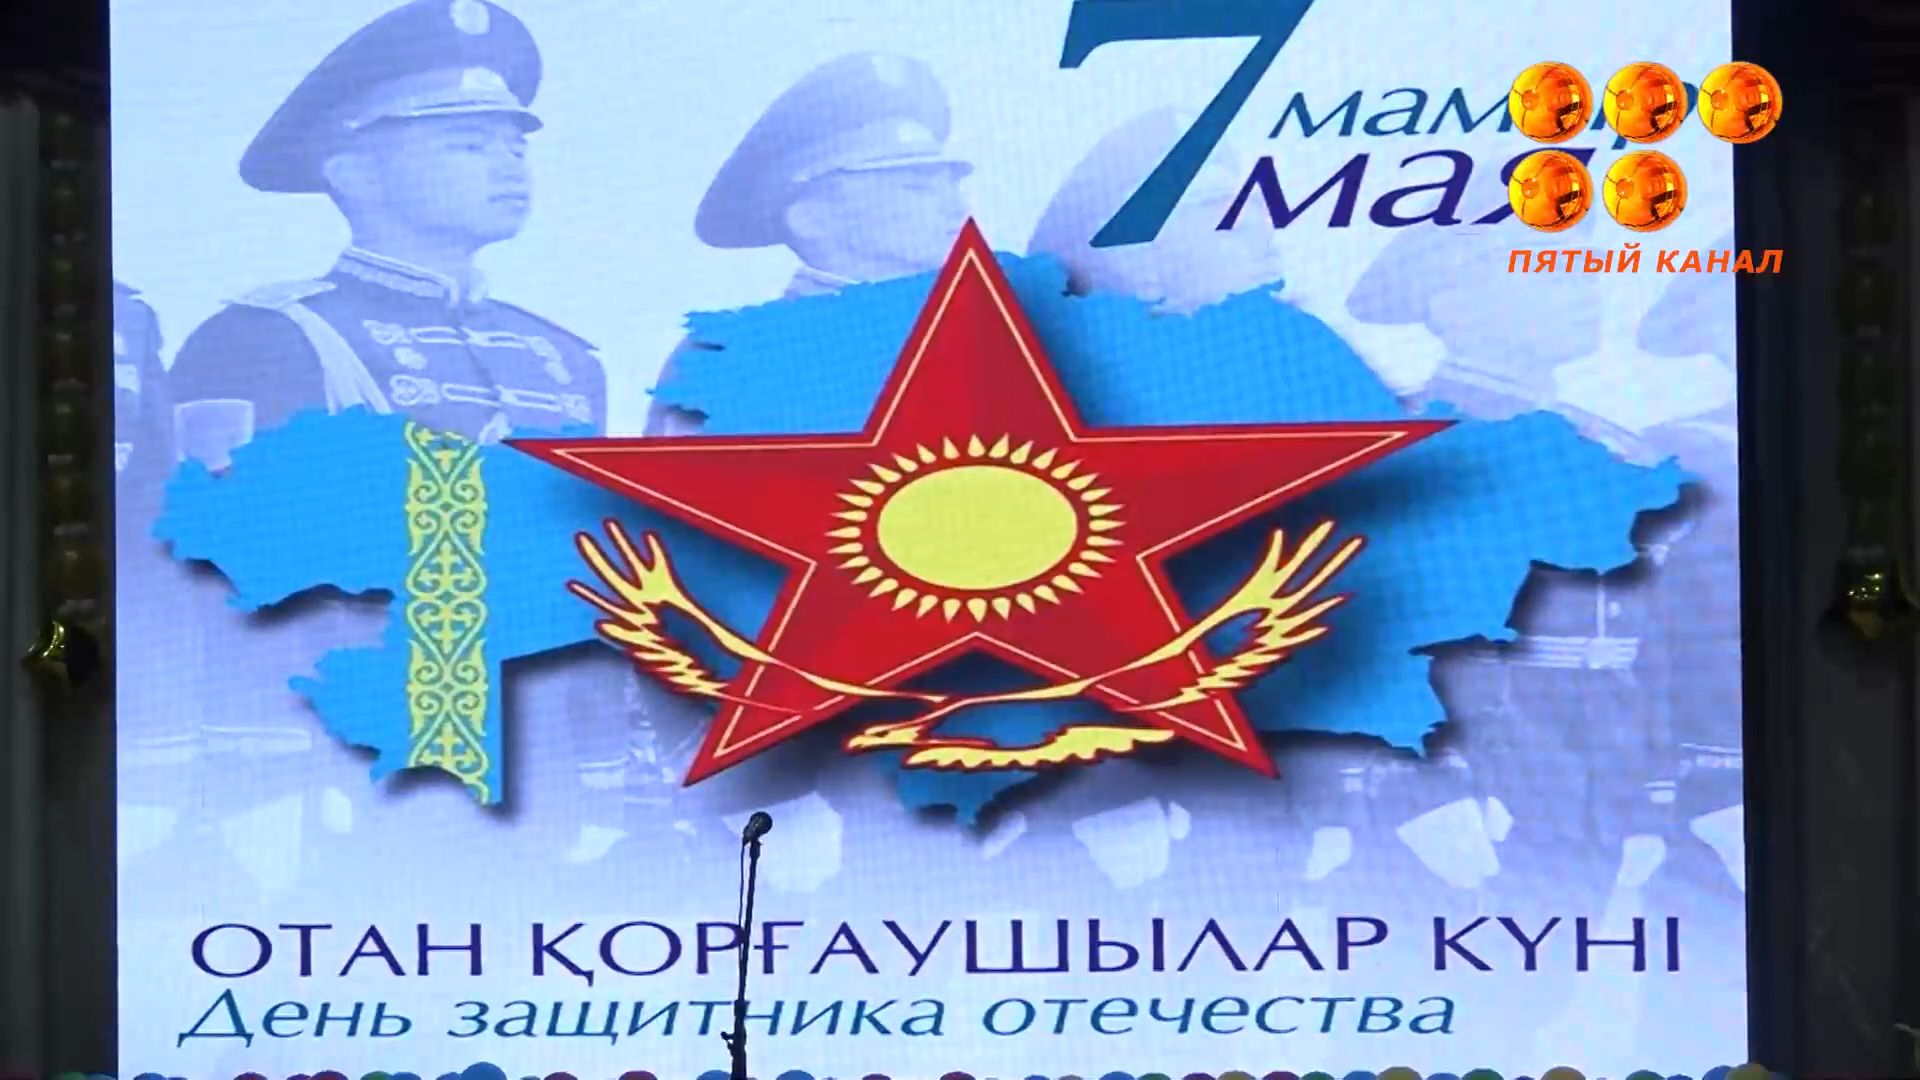 7 мамыр
мая
ПЯТЫЙ КАНАЛ
ОТАН ҚОРҒАУШЫЛАР КҮНІ
День защитника отечества